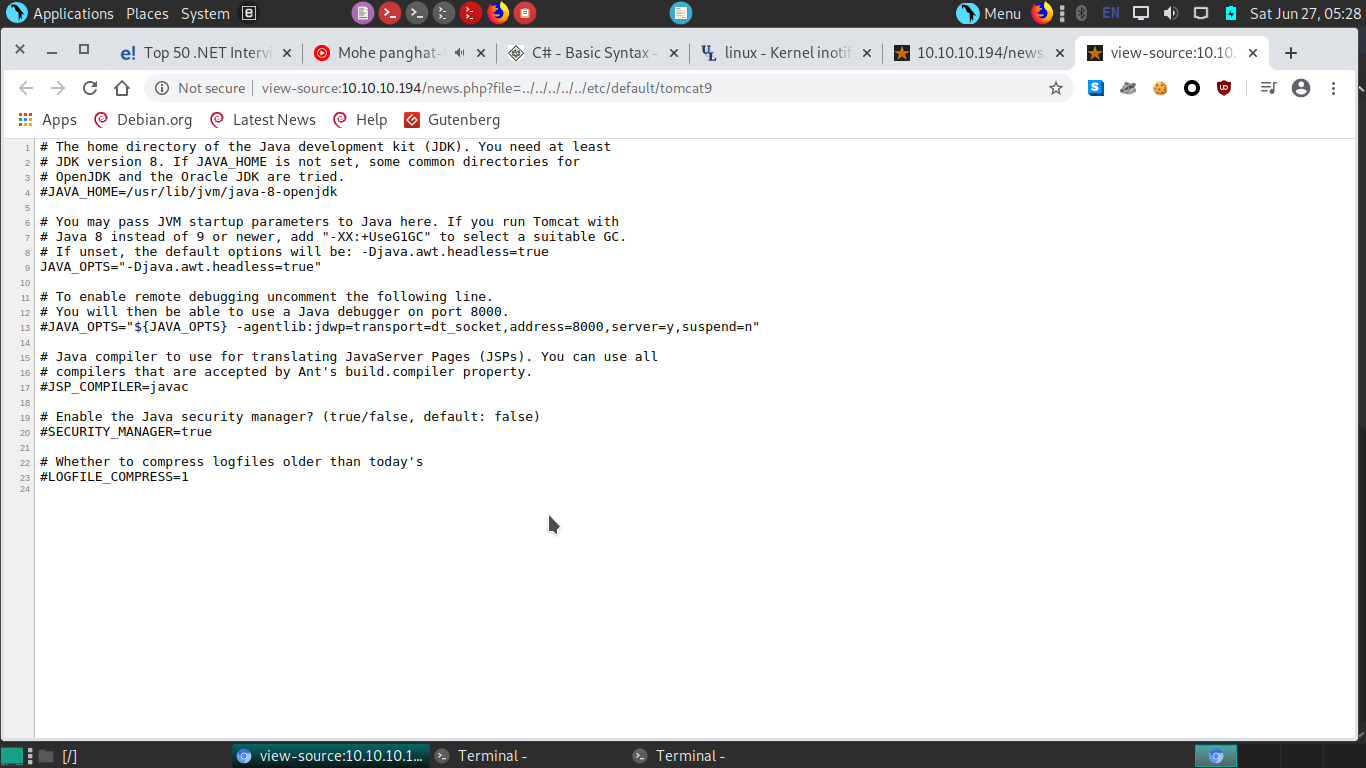 Applications Places System
Menu EN Sat Jun 27, 05:28
e! Top 50 .NET Intervi
Mohe panghat-
C# - Basic Syntax -
UL linux - Kernel inotif
10.10.10.194/news.
view-source:10.10.
Not secure view-source:10.10.10.194/news.php?file=../../../../../etc/default/tomcat9
Apps Debian.org Latest News Help Gutenberg
1 # The home directory of the Java development kit (JDK). You need at least
2 # JDK version 8. If JAVA_HOME is not set, some common directories for
3 # OpenJDK and the Oracle JDK are tried.
4 #JAVA_HOME=/usr/lib/jvm/java-8-openjdk
5
6 # You may pass JVM startup parameters to Java here. If you run Tomcat with
7 # Java 8 instead of 9 or newer, add "-XX:+UseG1GC" to select a suitable GC.
8 # If unset, the default options will be: -Djava.awt.headless=true
9 JAVA_OPTS="-Djava.awt.headless=true"
10
11 # To enable remote debugging uncomment the following line.
12 # You will then be able to use a Java debugger on port 8000.
13 #JAVA_OPTS="${JAVA_OPTS} -agentlib:jdwp=transport=dt_socket,address=8000,server=y,suspend=n"
14
15 # Java compiler to use for translating JavaServer Pages (JSPs). You can use all
16 # compilers that are accepted by Ant's build.compiler property.
17 #JSP_COMPILER=javac
18
19 # Enable the Java security manager? (true/false, default: false)
20 #SECURITY_MANAGER=true
21
22 # Whether to compress logfiles older than today's
23 #LOGFILE_COMPRESS=1
24
[/] view-source:10.10.10.1... Terminal - Terminal -